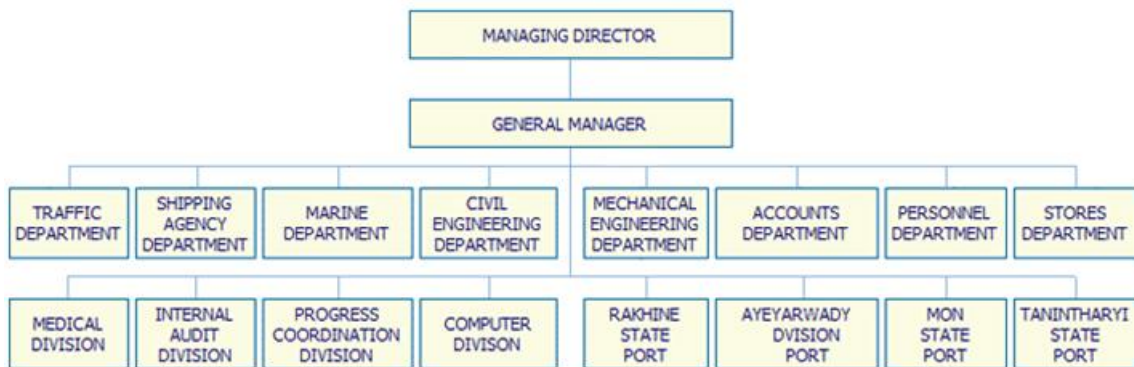 MANAGING DIRECTOR
GENERAL MANAGER
TRAFFIC
DEPARTMENT
SHIPPING
AGENCY
DEPARTMENT
MARINE
DEPARTMENT
CIVIL
ENGINEERING
DEPARTMENT
MECHANICAL
ENGINEERING
DEPARTMENT
ACCOUNTS
DEPARTMENT
PERSONNEL
DEPARTMENT
STORES
DEPARTMENT
MEDICAL
DIVISION
INTERNAL
AUDIT
DIVISION
PROGRESS
COORDINATION
DIVISION
COMPUTER
DIVISON
RAKHINE
STATE
PORT
AYEYARWADY
DVISION
PORT
MON
STATE
PORT
TANINTHARYI
STATE
PORT